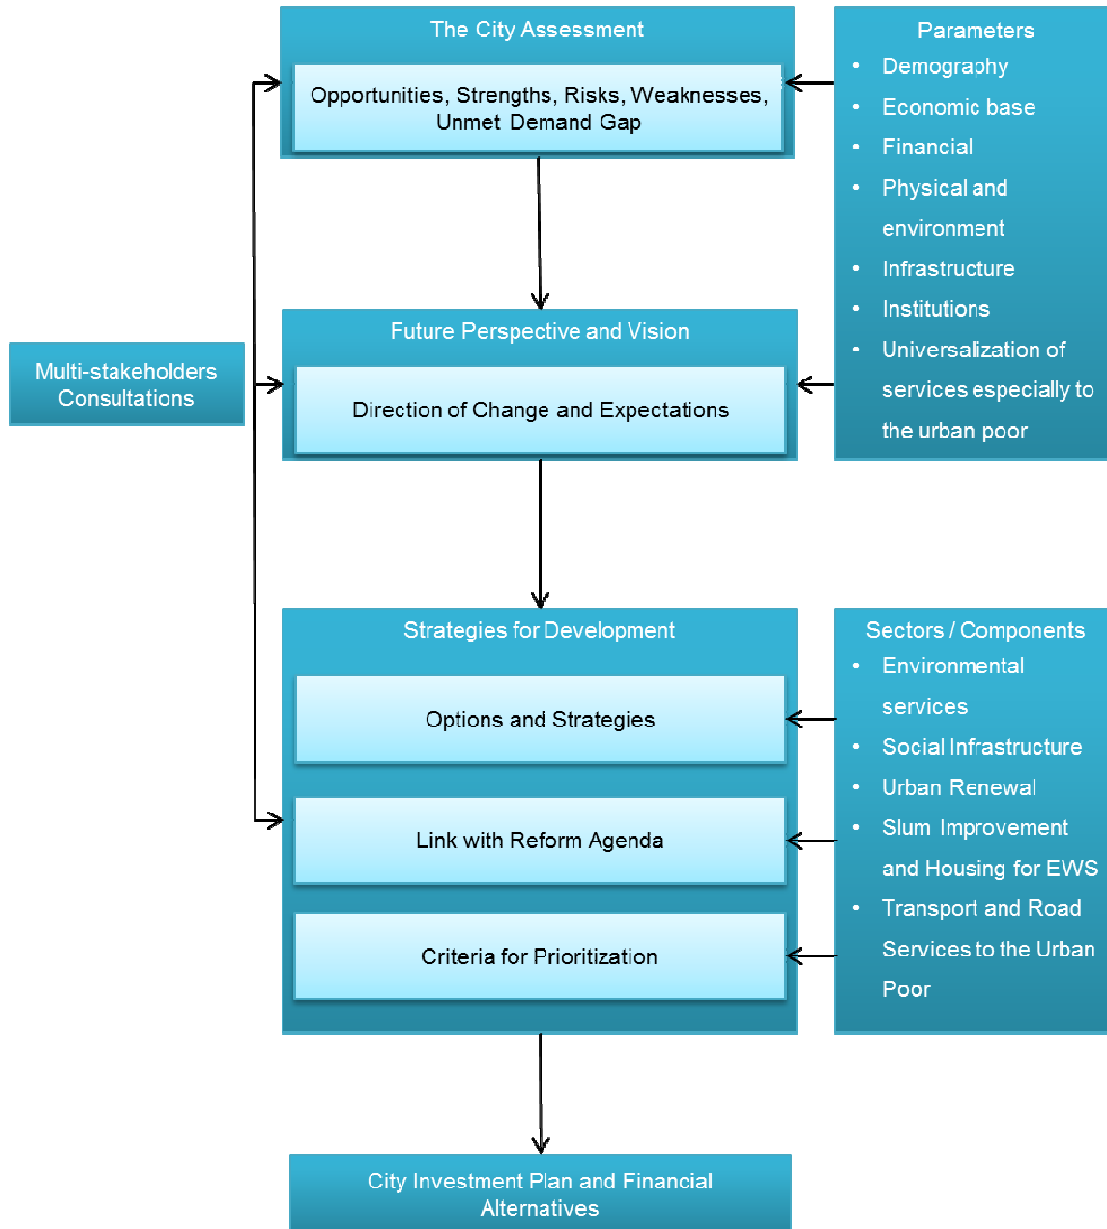 The City Assessment
Opportunities, Strengths, Risks, Weaknesses,
Unmet Demand Gap
Parameters
• Demography
• Economic base
• Financial
• Physical and
environment
• Infrastructure
• Institutions
• Universalization of
services especially to
the urban poor
Multi-stakeholders
Consultations
Future Perspective and Vision
Direction of Change and Expectations
Strategies for Development
Options and Strategies
Link with Reform Agenda
Criteria for Prioritization
Sectors / Components
• Environmental
services
• Social Infrastructure
• Urban Renewal
• Slum Improvement
and Housing for EWS
• Transport and Road
Services to the Urban
Poor
City Investment Plan and Financial
Alternatives